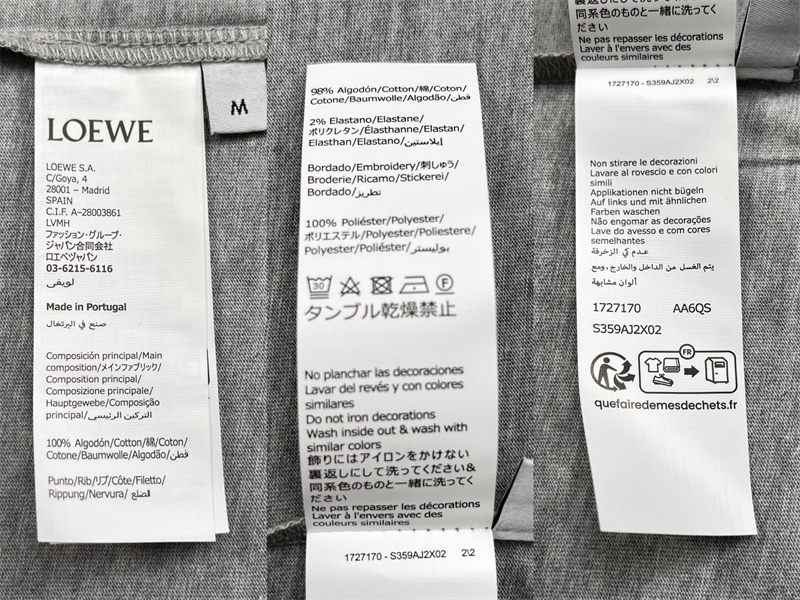 LOEWE
LOEWE S.A.
C/Goya, 4
28001 – Madrid
SPAIN
C.I.F. A–28003861
LVMH
ファッション・グループ・
ジャパン合同会社
ロエベジャパン
03-6215-6116
لويفي
Made in Portugal
صنع في البرتغال
Composición principal/Main
composition/メインファブリック/
Composition principal/
Composizione principale/
Hauptgewebe/Composição
principal/التركين الرئيسي/
100% Algodón/Cotton/綿/Coton/
Cotone/Baumwolle/Algodão/قطن
Punto/Rib/リブ/Côte/Filetto/
Rippung/Nervura/الضلع
M
98% Algodón/Cotton/綿/Coton/
Cotone/Baumwolle/Algodão/قطن
2% Elastano/Elastane/
ポリウレタン/Élasthanne/Elastan/
Elasthan/Elastano/إيلاستين
Bordado/Embroidery/刺しゅう/
Broderie/Ricamo/Stickerei/
Bordado/تطريز
100% Poliéster/Polyester/
ポリエステル/Polyester/Poliestere/
Polyester/Poliéster/بوليستر
30
P
タンブル乾燥禁止
No planchar las decoraciones
Lavar del revés y con colores
similares
Do not iron decorations
Wash inside out & wash with
similar colors
飾りにはアイロンをかけない
裏返しにして洗ってください&
同系色のものと一緒に洗ってく
ださい
Ne pas repasser les décorations
Laver à l'envers avec des
couleurs similaires
1727170 - S359AJ2X02 2\2
裏返しにして洗ってください&
同系色のものと一緒に洗ってく
ださい
Ne pas repasser les décorations
Laver à l'envers avec des
couleurs similaires
1727170 - S359AJ2X02 2\2
Non stirare le decorazioni
Lavare al rovescio e con colori
simili
Applikationen nicht bügeln
Auf links und mit ähnlichen
Farben waschen
Não engomar as decorações
Lave do avesso e com cores
semelhantes
عدم كي الزخرفة
يتم الغسل من الداخل والخارج، ومع
ألوان مشابهة
1727170 AA6QS
S359AJ2X02
FR
quefairedemesdechets.fr